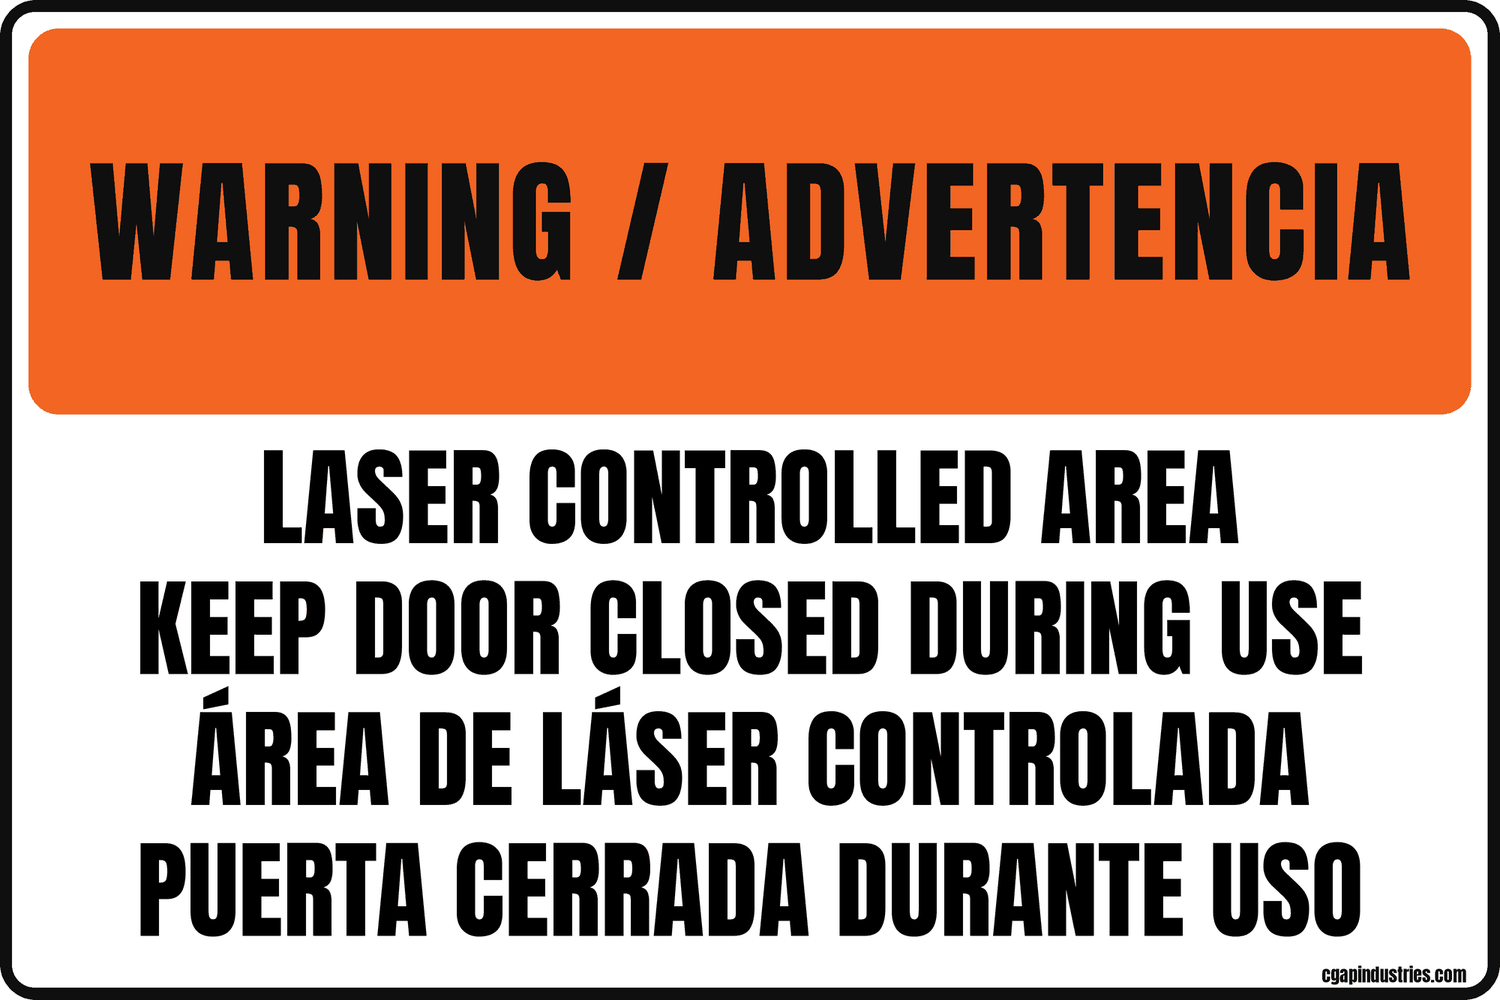 WARNING / ADVERTENCIA
LASER CONTROLLED AREA
KEEP DOOR CLOSED DURING USE
ÁREA DE LÁSER CONTROLADA
PUERTA CERRADA DURANTE USO
cgapindustries.com